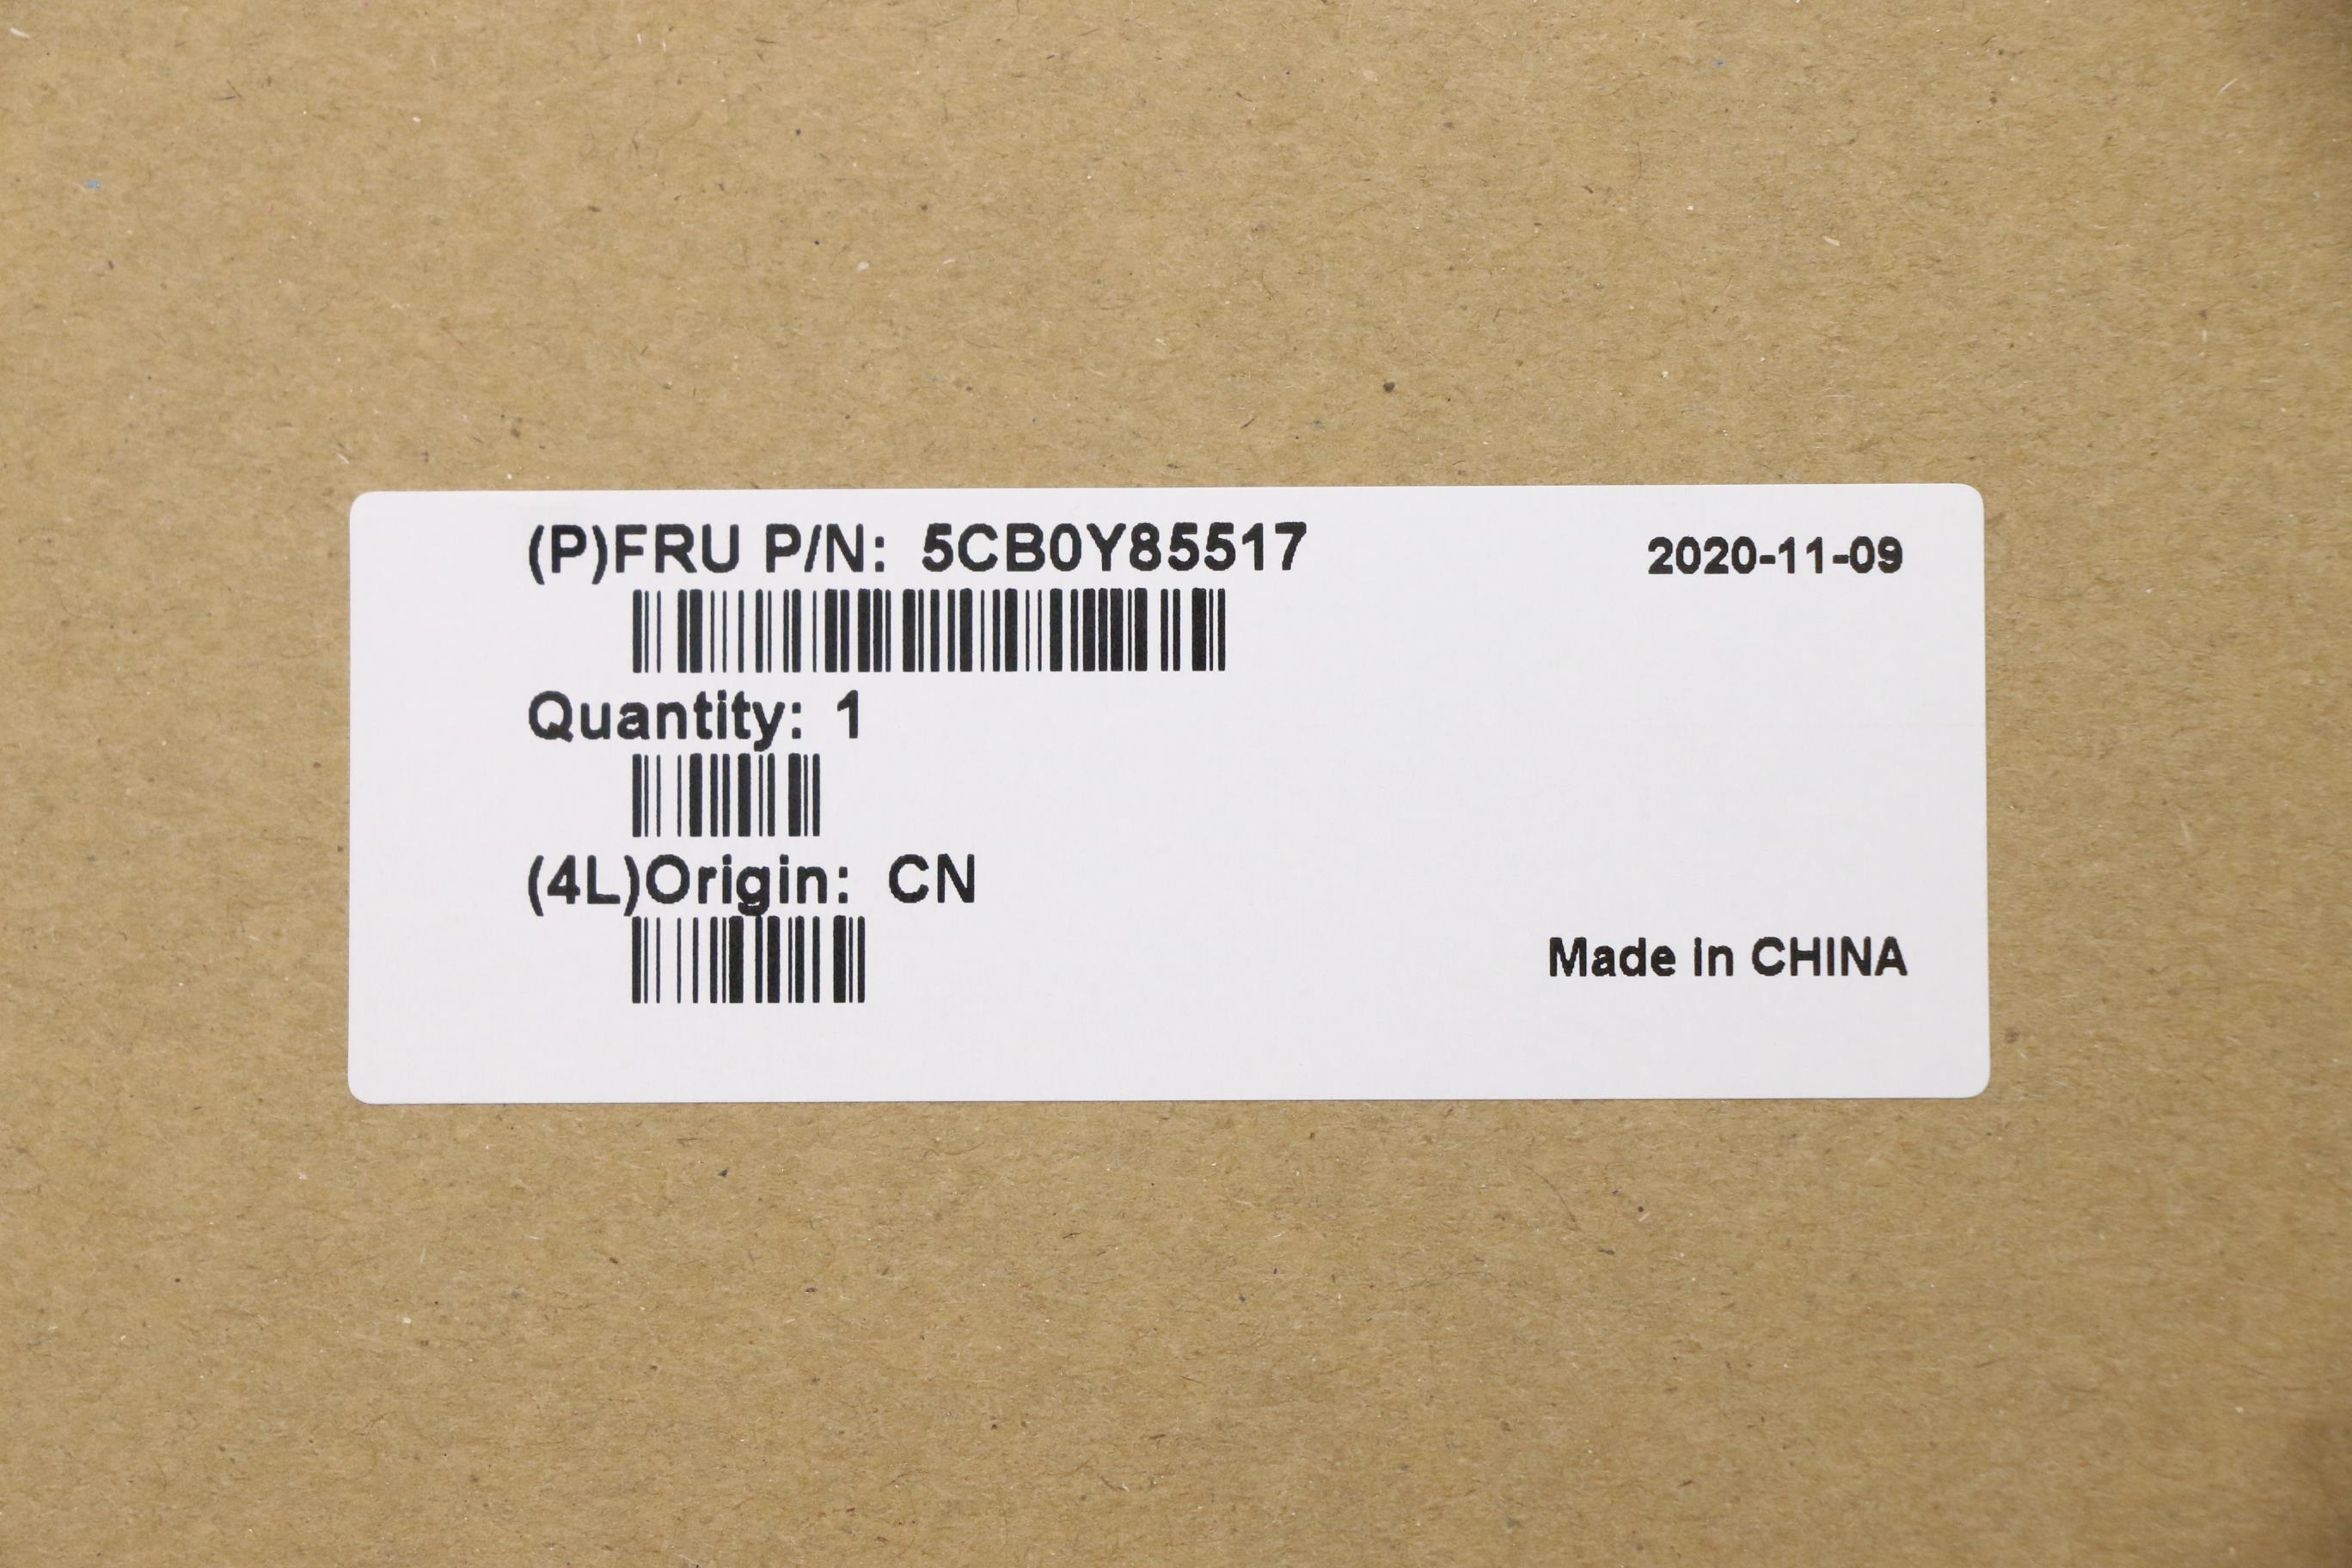 (P)FRU P/N: 5CB0Y85517
2020-11-09
Quantity: 1
(4L)Origin: CN
Made in CHINA